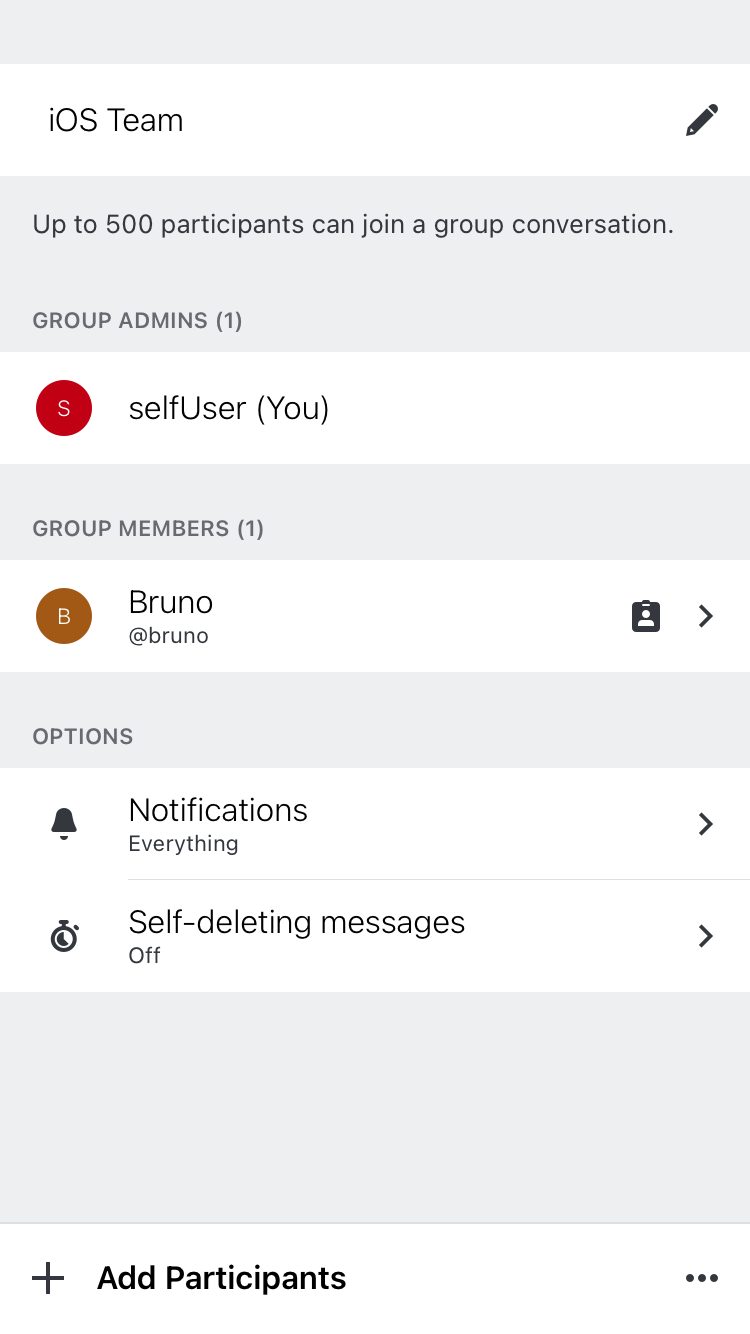 iOS Team
Up to 500 participants can join a group conversation.
GROUP ADMINS (1)
S
selfUser (You)
GROUP MEMBERS (1)
B
Bruno
@bruno
OPTIONS
Notifications
Everything
Self-deleting messages
Off
Add Participants